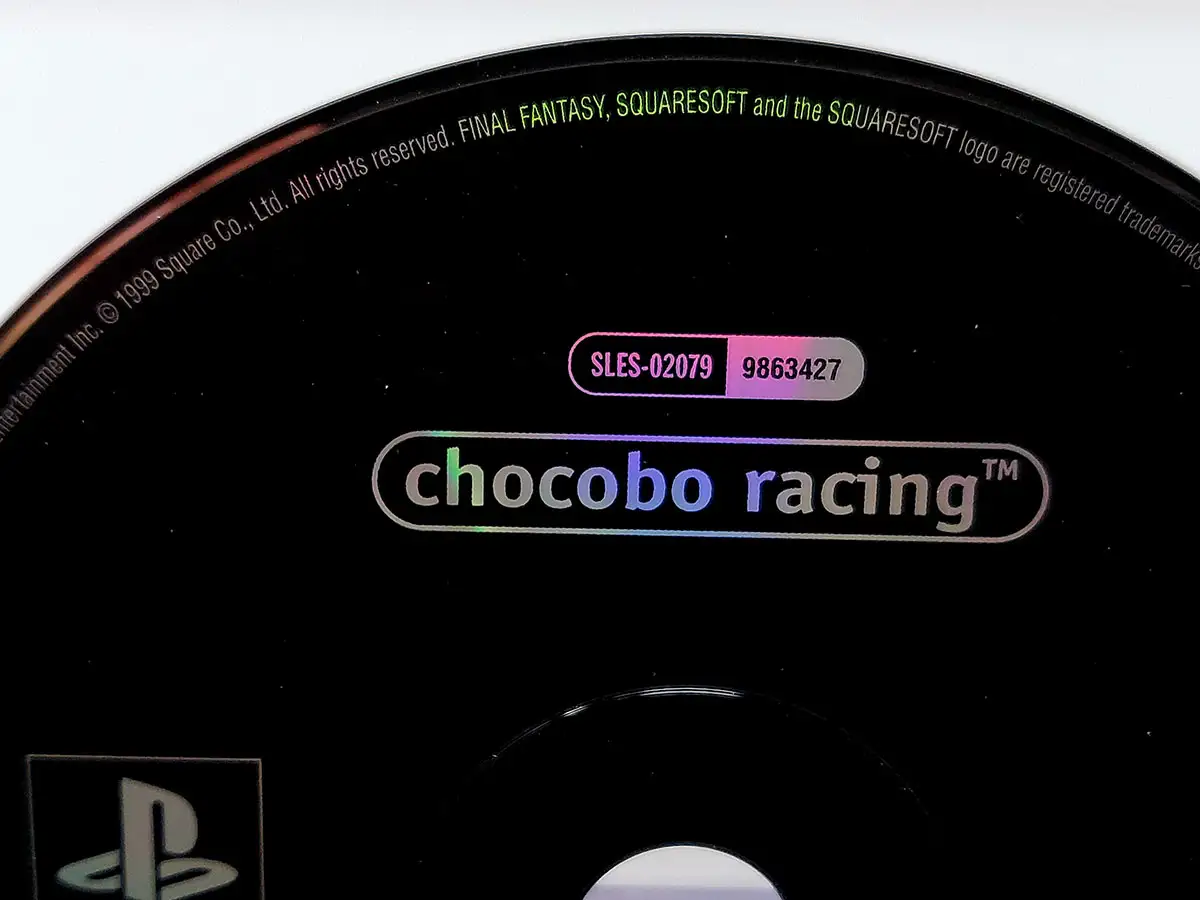 Entertainment Inc. © 1999 Square Co., Ltd. All rights reserved. FINAL FANTASY, SQUARESOFT and the SQUARESOFT logo are registered trademarks
SLES-02079 9863427
chocobo racing™